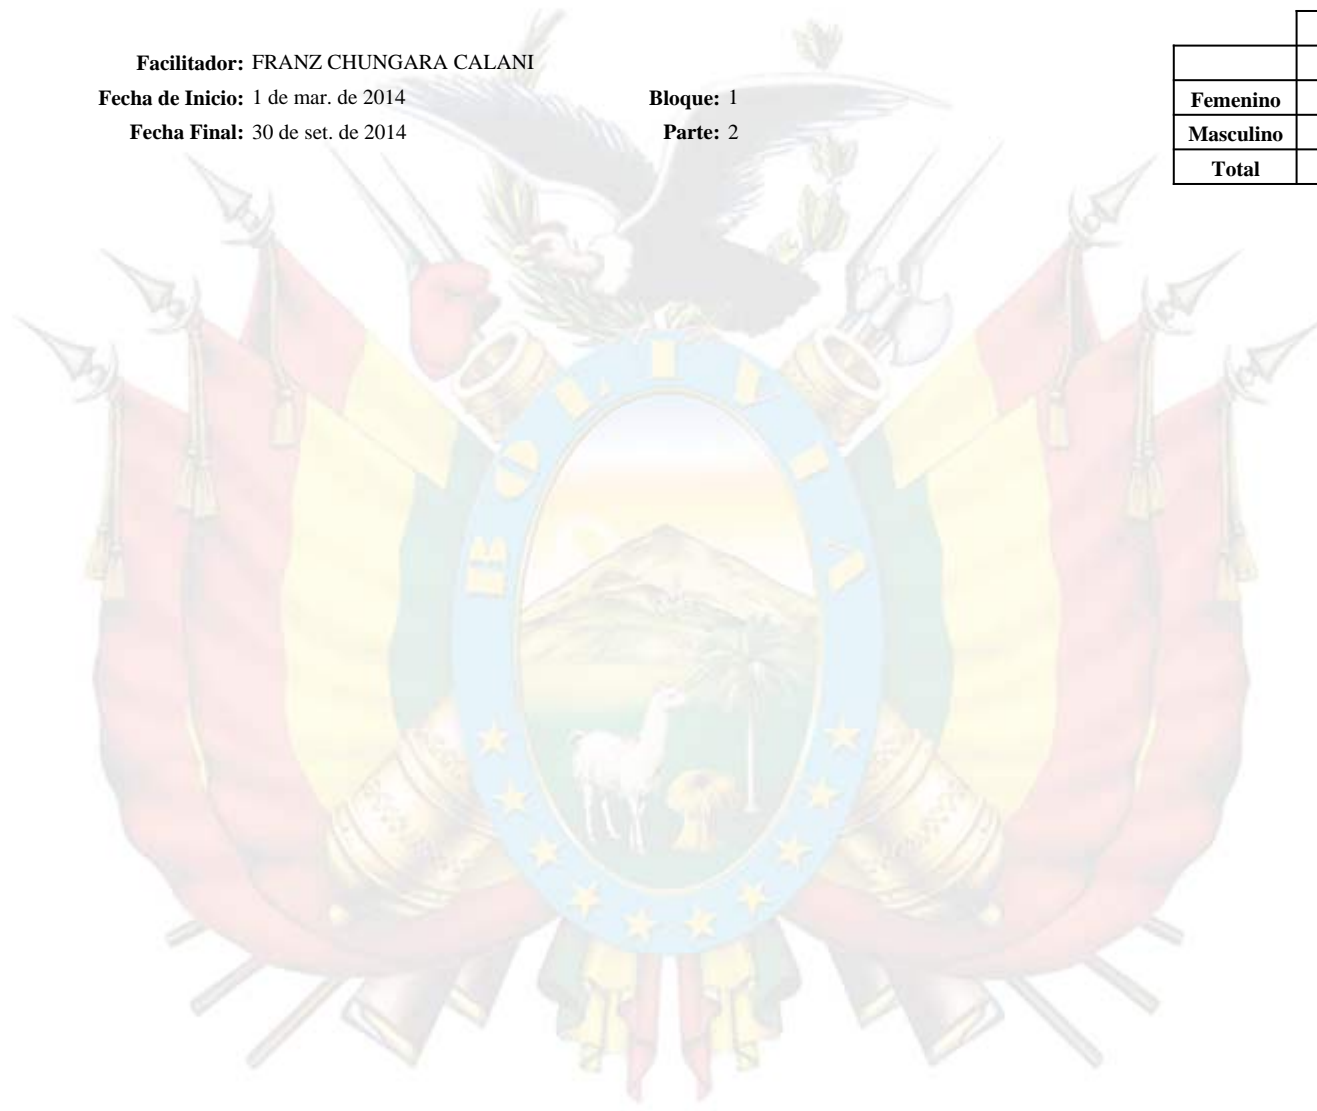 Facilitador: FRANZ CHUNGARA CALANI
Fecha de Inicio: 1 de mar. de 2014 Bloque: 1
Fecha Final: 30 de set. de 2014 Parte: 2
Femenino
Masculino
Total
BOLIVIA